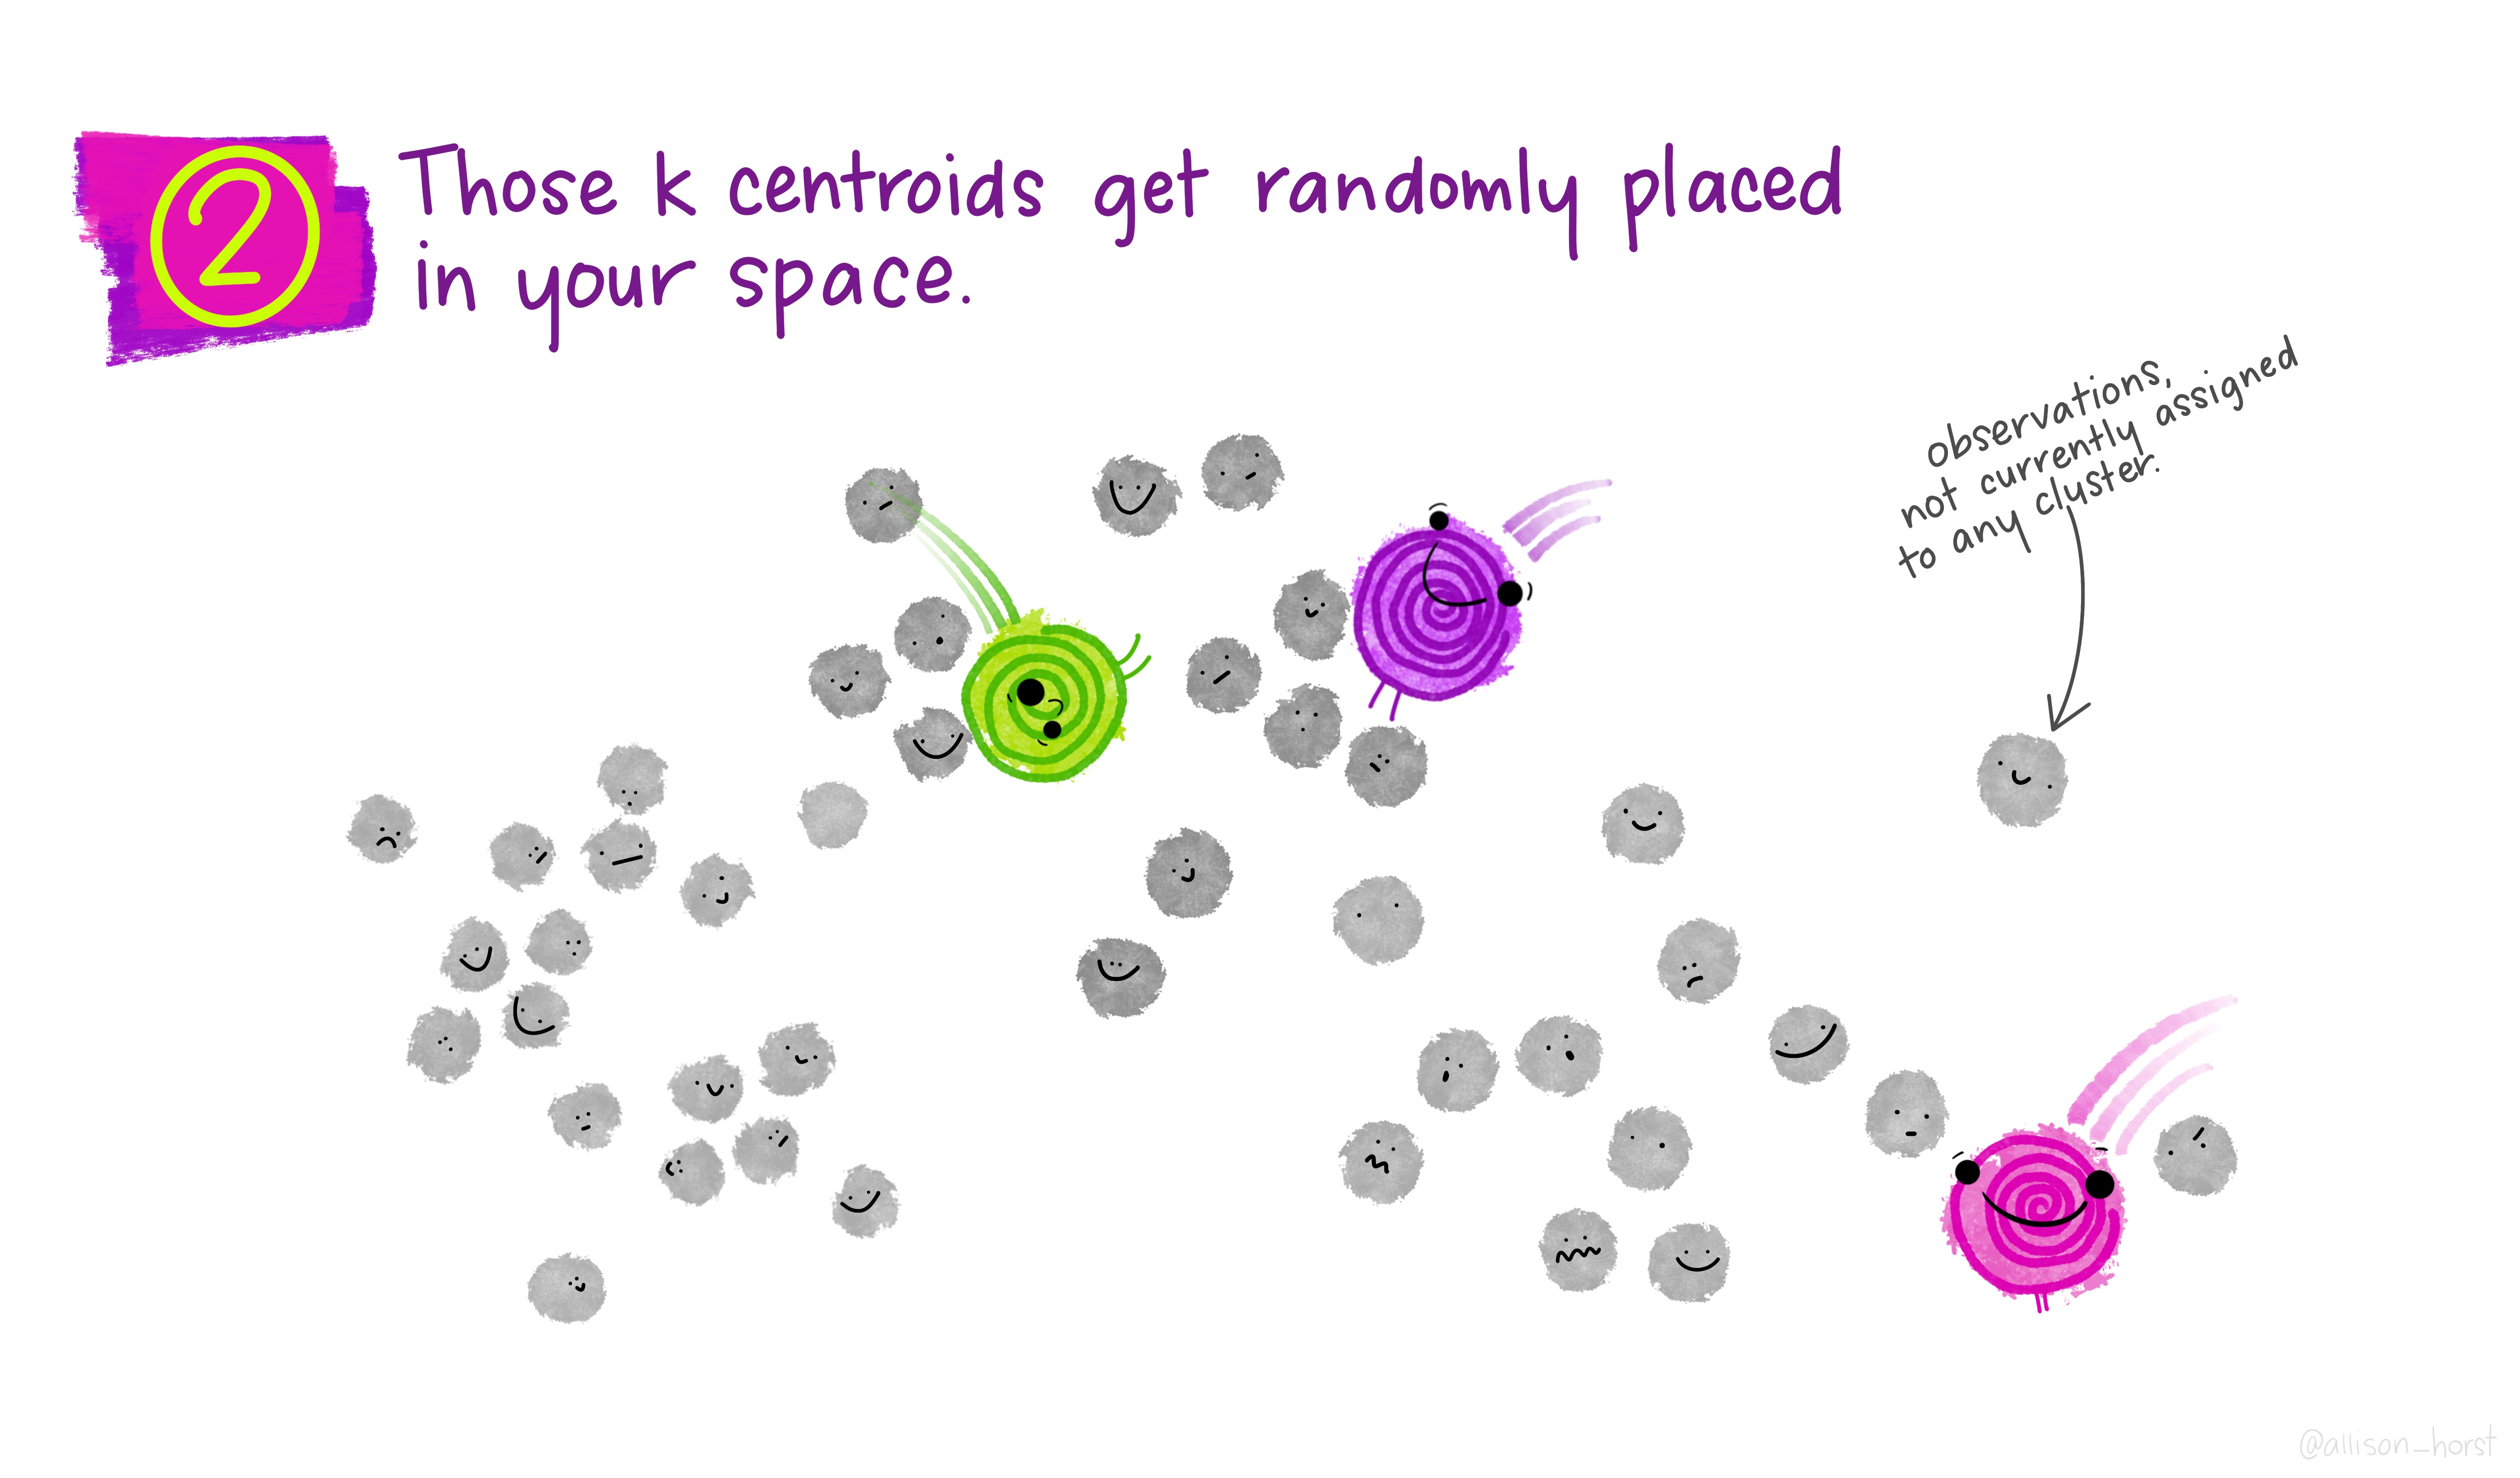 2
Those k centroids get randomly placed
in your space.
observations,
not currently assigned
to any cluster.
@allison_horst